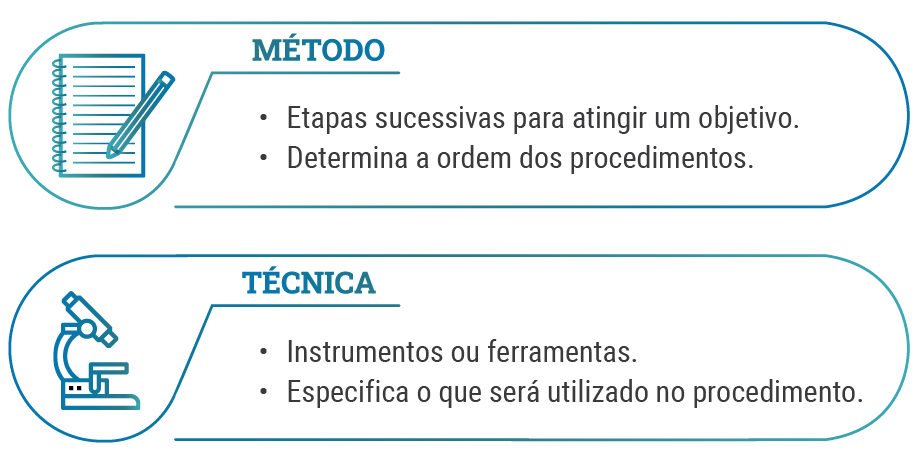 MÉTODO
• Etapas sucessivas para atingir um objetivo.
• Determina a ordem dos procedimentos.
TÉCNICA
• Instrumentos ou ferramentas.
• Especifica o que será utilizado no procedimento.